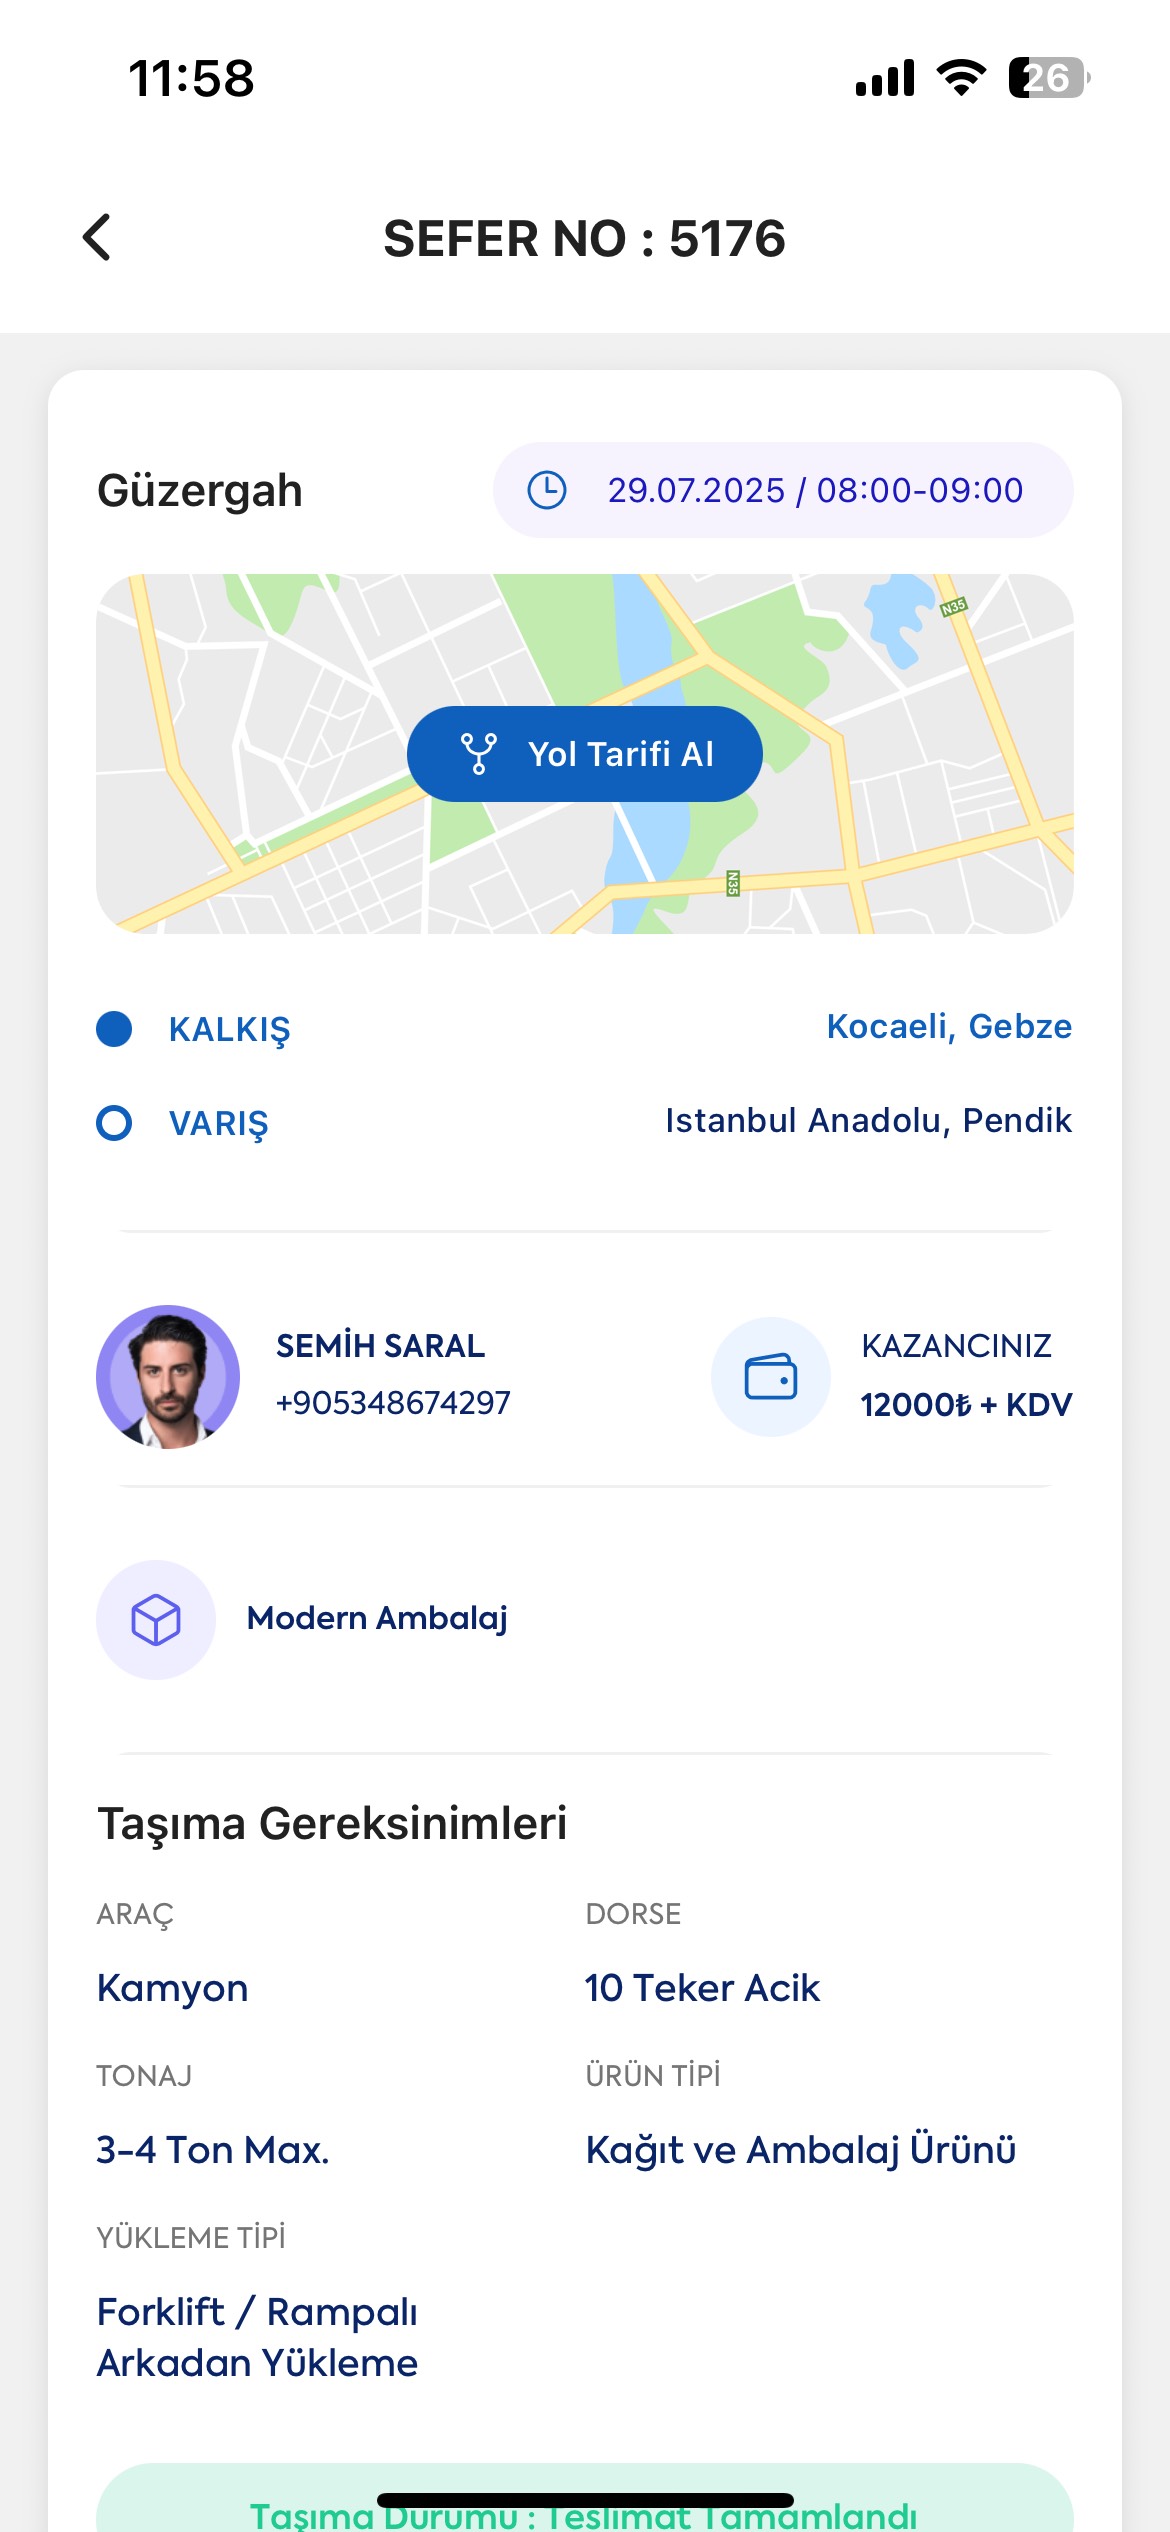 11:58
26
SEFER NO : 5176
Güzergah
29.07.2025 / 08:00-09:00
N35
Yol Tarifi Al
N35
KALKIŞ
Kocaeli, Gebze
VARIŞ
Istanbul Anadolu, Pendik
SEMİH SARAL
KAZANCINIZ
+905348674297
12000₺ + KDV
Modern Ambalaj
Taşıma Gereksinimleri
ARAÇ
DORSE
Kamyon
10 Teker Acik
TONAJ
ÜRÜN TİPİ
3-4 Ton Max.
Kağıt ve Ambalaj Ürünü
YÜKLEME TİPİ
Forklift / Rampalı
Arkadan Yükleme
Taşıma Durumu : Teslimat Tamamlandı